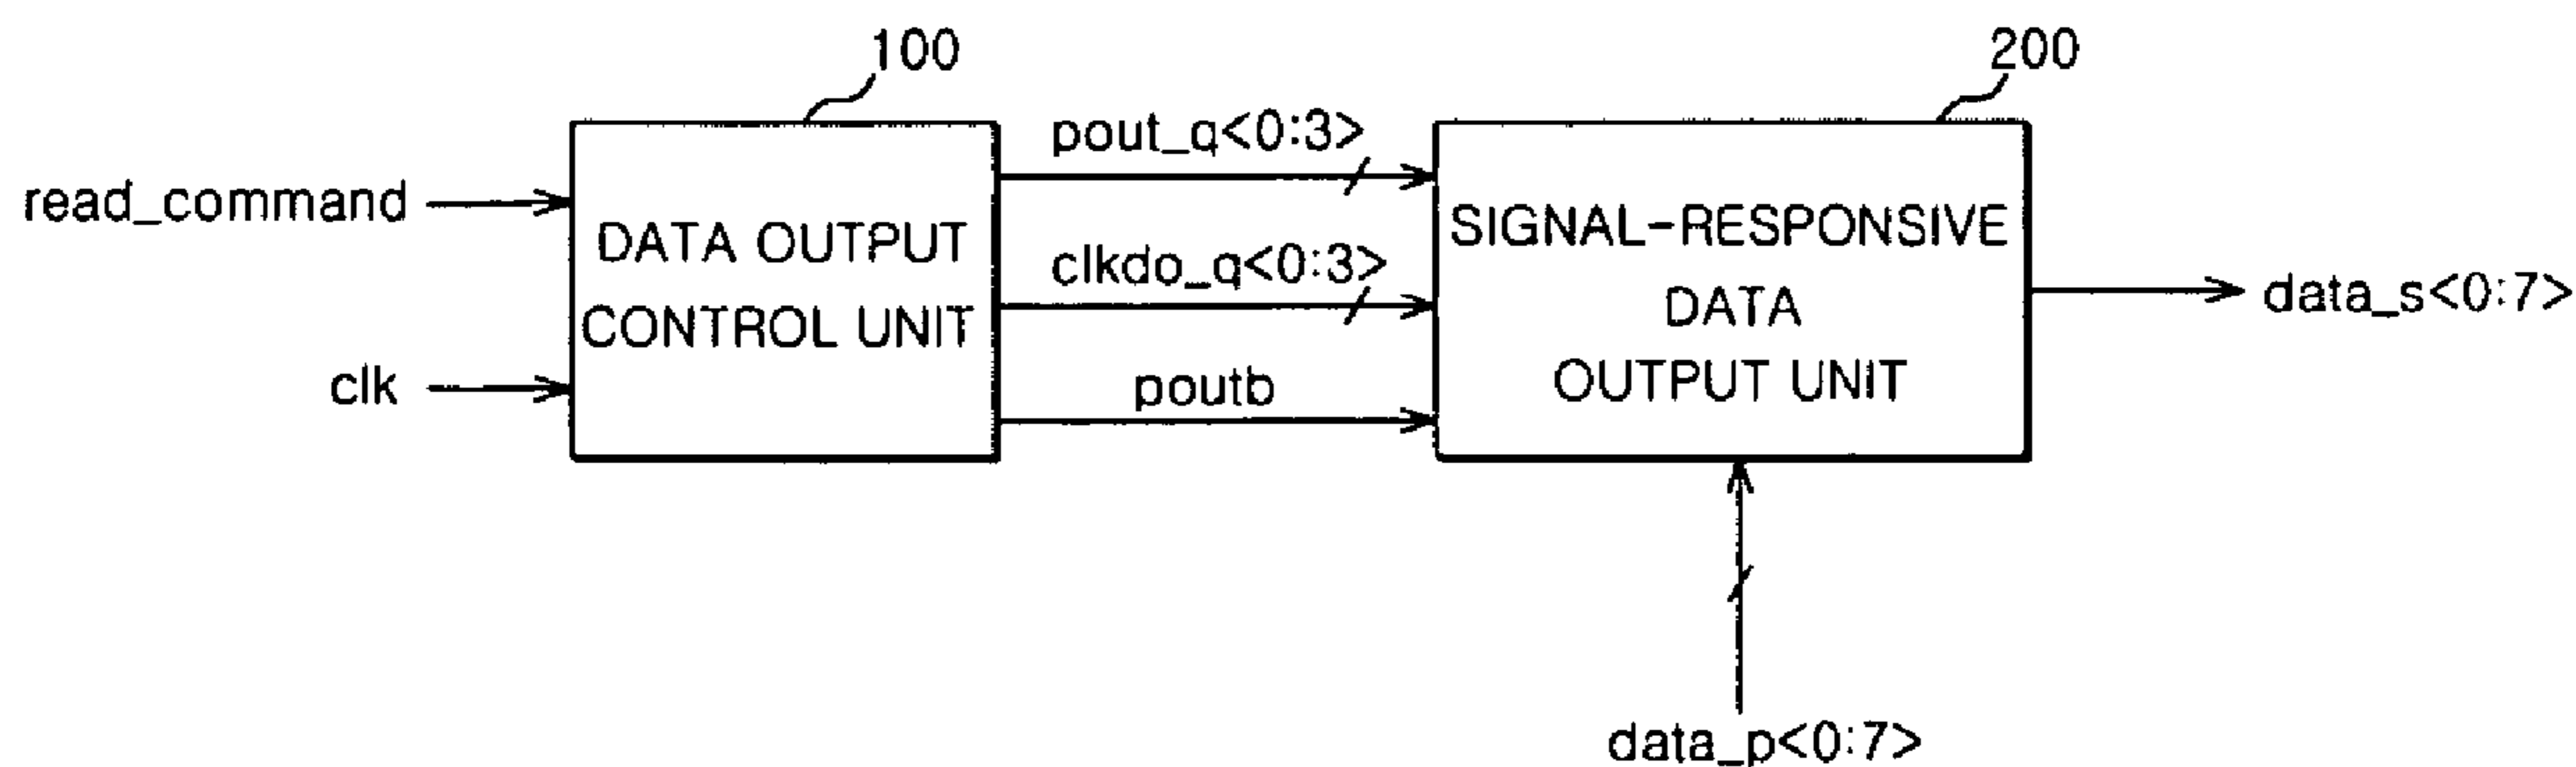 100
200
read_command
clk
DATA OUTPUT
CONTROL UNIT
pout_q<0:3>
clkdo_q<0:3>
poutb
SIGNAL-RESPONSIVE
DATA
OUTPUT UNIT
data_s<0:7>
data_p<0:7>